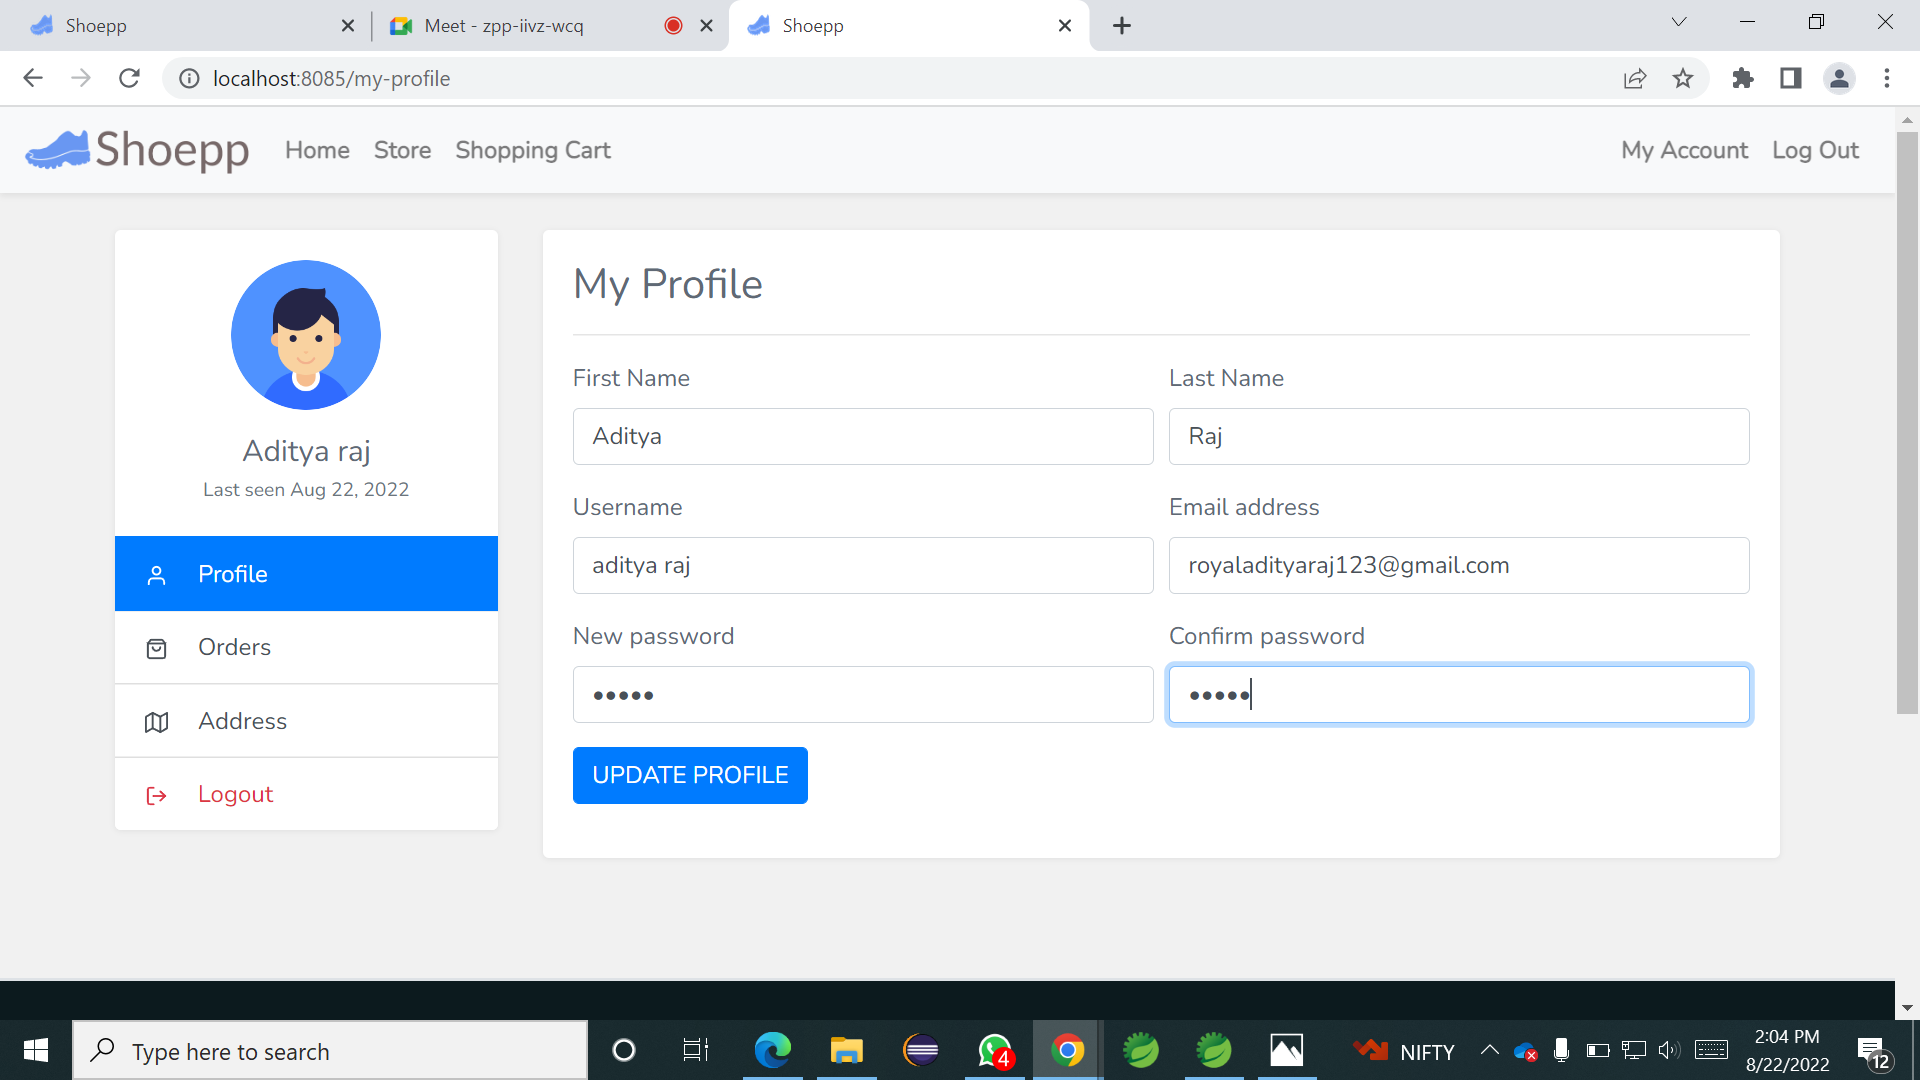 Shoepp
Meet - zpp-iivz-wcq
Shoepp
localhost:8085/my-profile
Shoepp
Home
Store
Shopping Cart
My Account
Log Out
Aditya raj
Last seen Aug 22, 2022
Profile
Orders
Address
Logout
My Profile
First Name
Last Name
Aditya
Raj
Username
Email address
aditya raj
royaladityaraj123@gmail.com
New password
Confirm password
UPDATE PROFILE
Type here to search
4
NIFTY
2:04 PM
8/22/2022
12